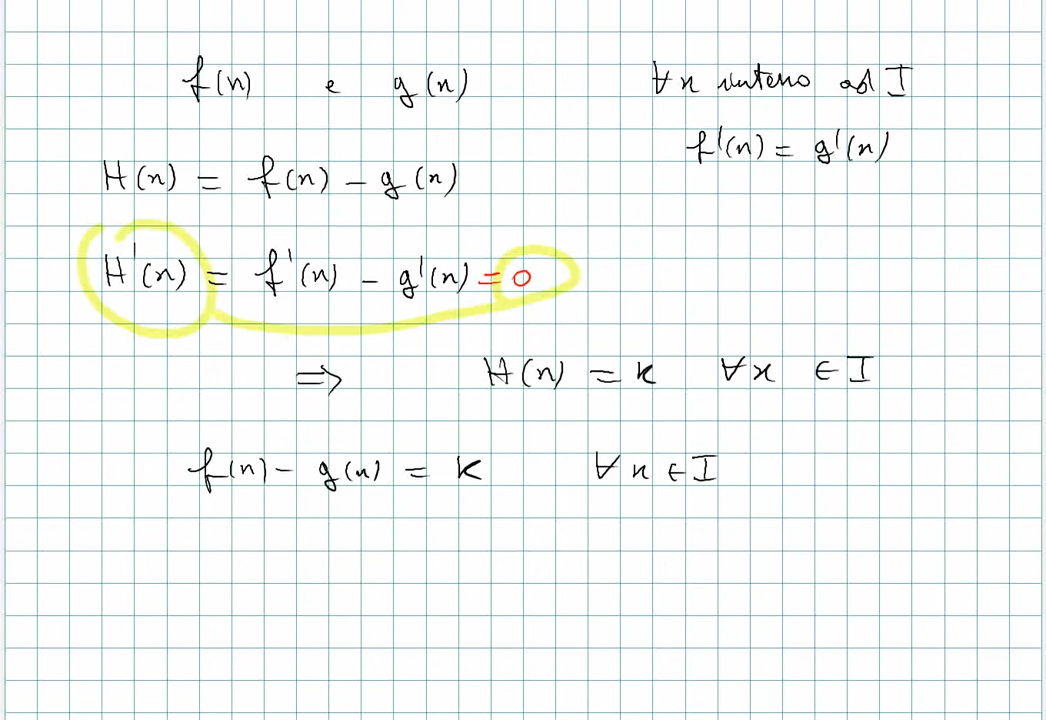 f(x) e g(x) ∀x interno ad I
f'(x) = g'(x)
H(x) = f(x) - g(x)
H'(x) = f'(x) - g'(x) = 0
⇒ H(x) = k ∀x ∈ I
f(x) - g(x) = k ∀x ∈ I